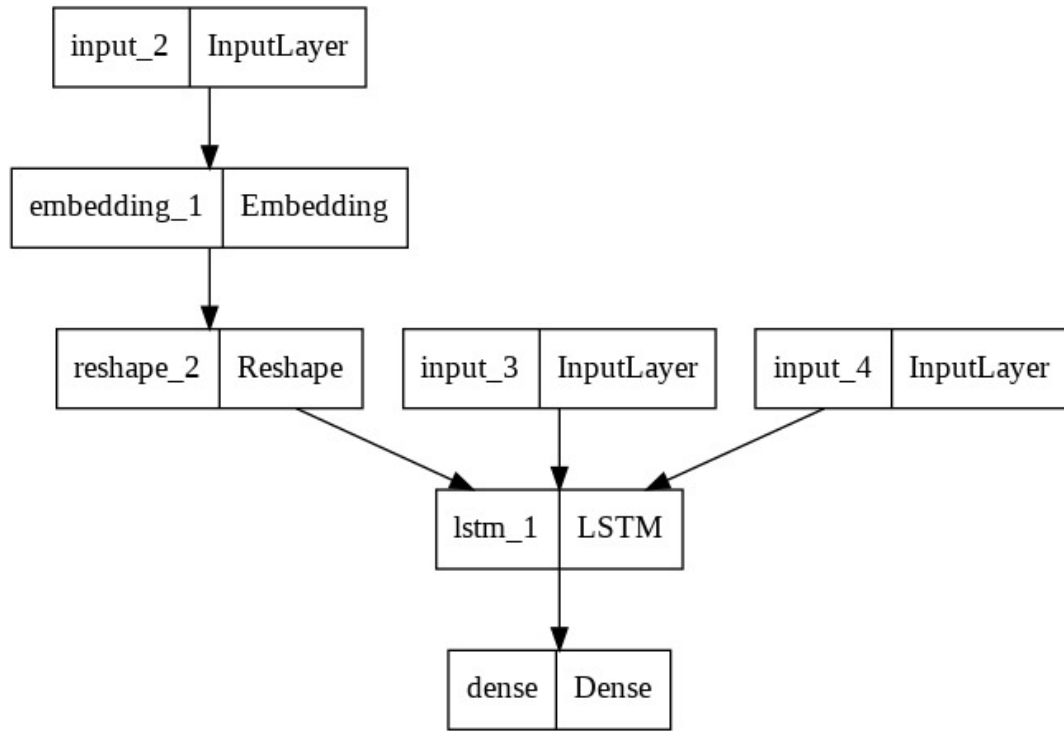 input_2 InputLayer
embedding_1 Embedding
reshape_2 Reshape
input_3 InputLayer
input_4 InputLayer
lstm_1 LSTM
dense Dense